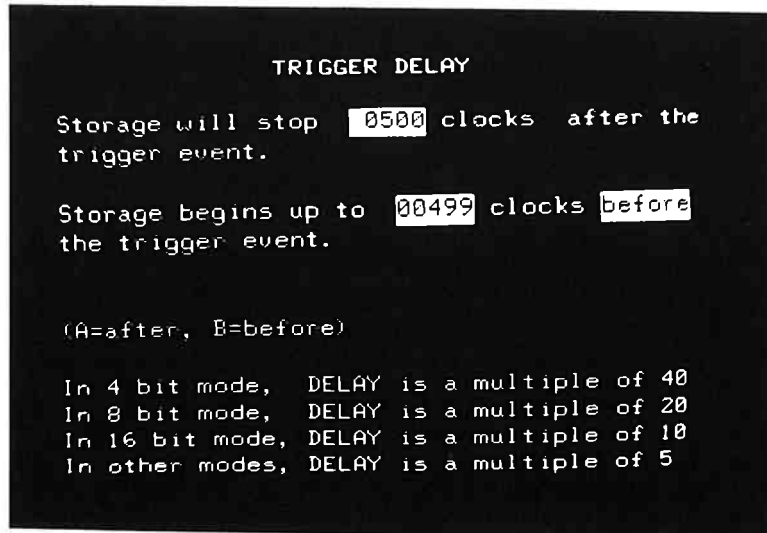 TRIGGER DELAY
Storage will stop 0500 clocks after the
trigger event.
Storage begins up to 00499 clocks before
the trigger event.
(A=after, B=before)
In 4 bit mode, DELAY is a multiple of 40
In 8 bit mode, DELAY is a multiple of 20
In 16 bit mode, DELAY is a multiple of 10
In other modes, DELAY is a multiple of 5